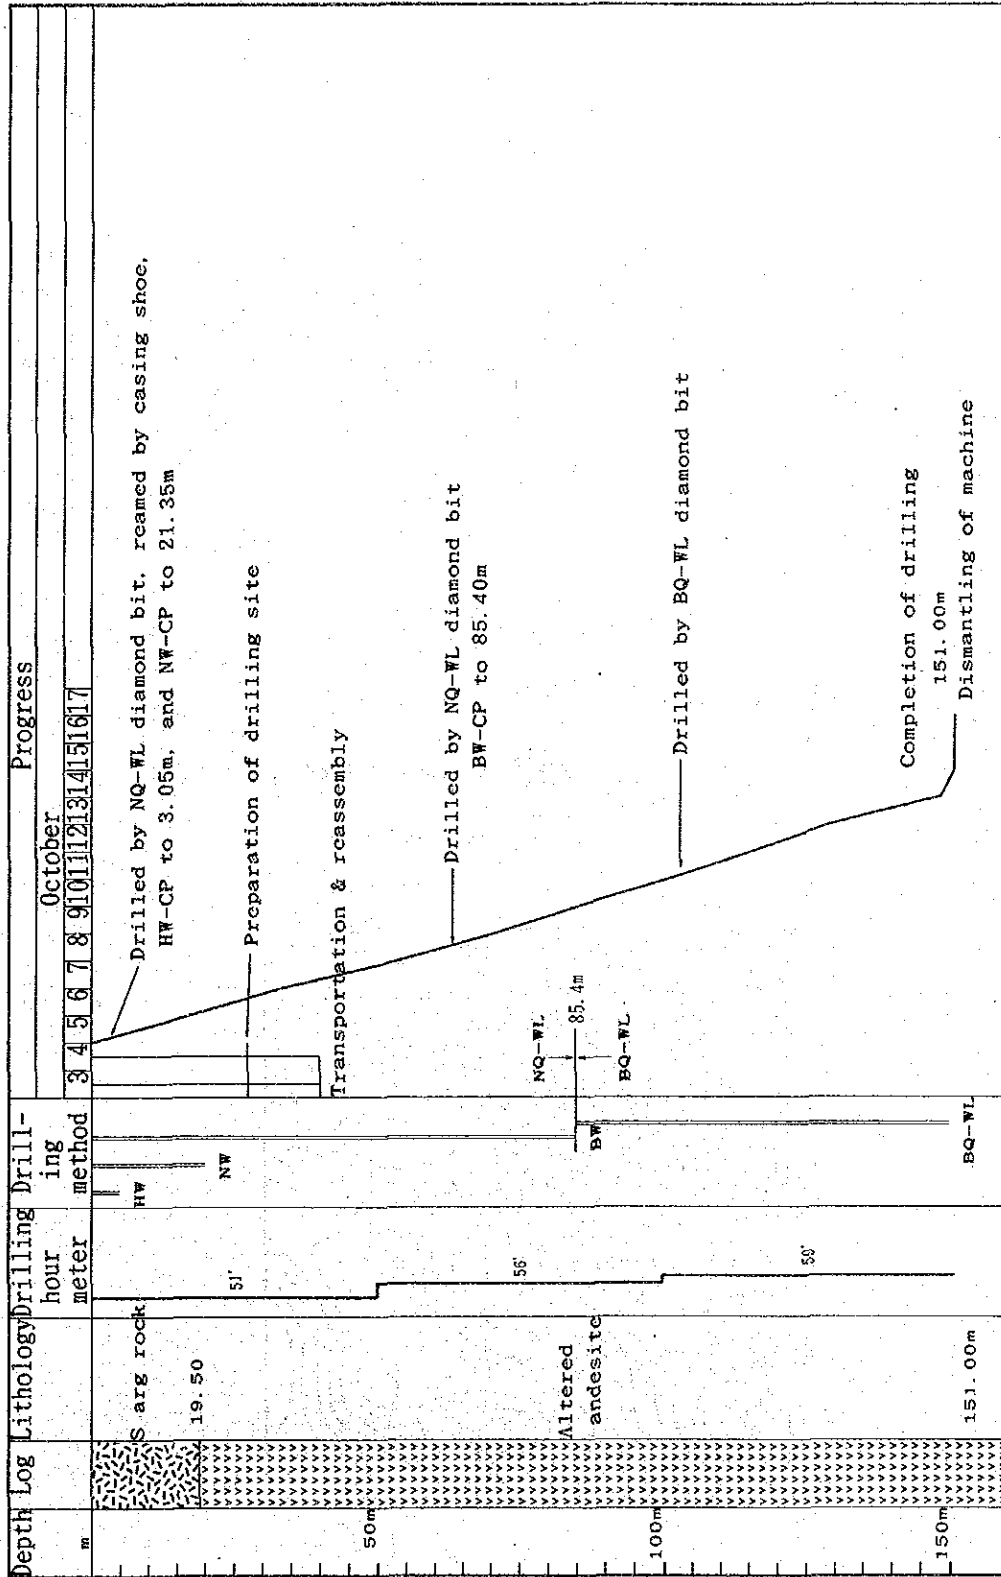 Depth Log Lithology Drilling hour meter Drill-ing method Progress
October
m 3 4 5 6 7 8 9 10 11 12 13 14 15 16 17
S arg rock
19.50
Altered
andesite
151.00m
50m
100m
150m
51'
56'
HW
NW
BW
BQ-WL
NQ-WL
85.4m
BQ-WL
Drilled by NQ-WL diamond bit. reamed by casing shoe,
HW-CP to 3.05m, and NW-CP to 21.35m
Preparation of drilling site
Transportation & reassembly
Drilled by NQ-WL diamond bit
BW-CP to 85.40m
Drilled by BQ-WL diamond bit
Completion of drilling
151.00m
Dismantling of machine